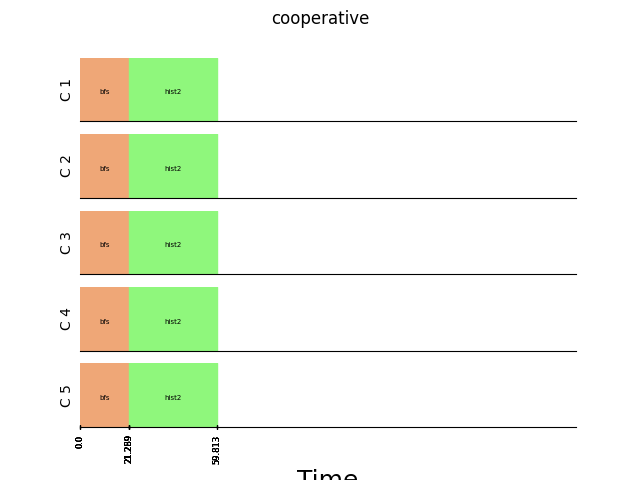 cooperative
C 1
bfs
hist2
C 2
bfs
hist2
C 3
bfs
hist2
C 4
bfs
hist2
C 5
bfs
hist2
0.0
21.289
59.813
Time